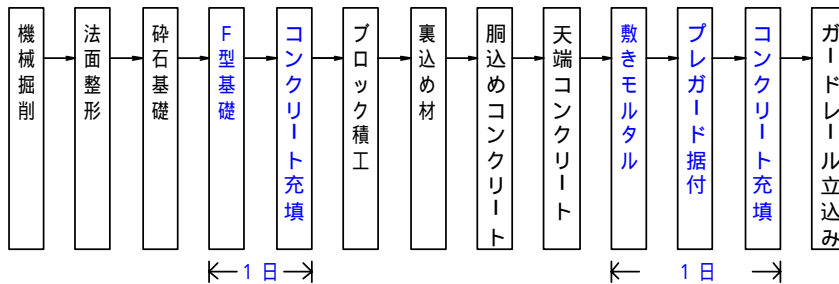 機械掘削
法面整形
砕石基礎
F型基礎
コンクリート充填
ブロック積工
裏込め材
胴込めコンクリート
天端コンクリート
敷きモルタル
プレガード据付
コンクリート充填
ガードレール立込み
1日
1日